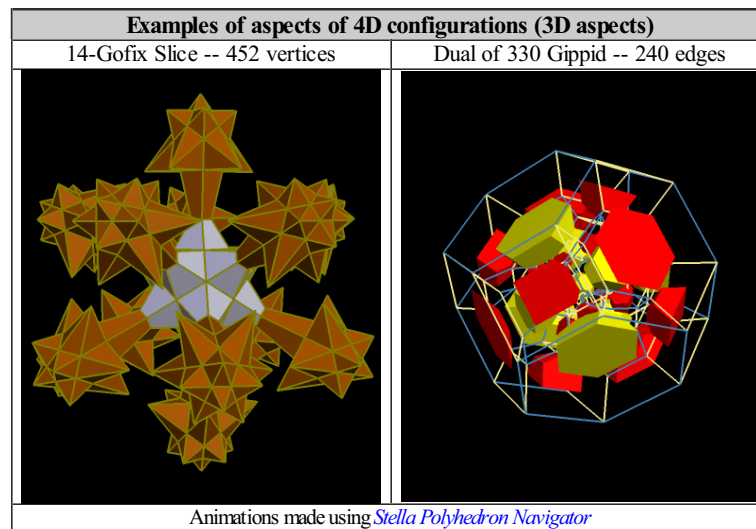 Examples of aspects of 4D configurations (3D aspects)
14-Gofix Slice -- 452 vertices
Dual of 330 Gippid -- 240 edges
Animations made using Stella Polyhedron Navigator